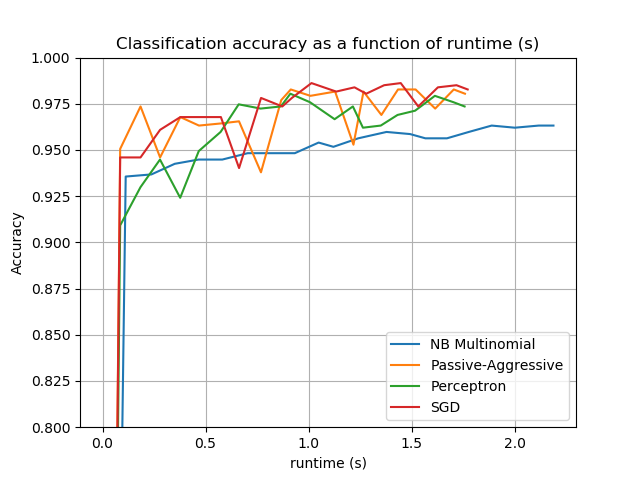 Classification accuracy as a function of runtime (s)
1.000
0.975
0.950
0.925
0.900
0.875
0.850
0.825
0.800
Accuracy
0.0 0.5 1.0 1.5 2.0
runtime (s)
NB Multinomial
Passive-Aggressive
Perceptron
SGD